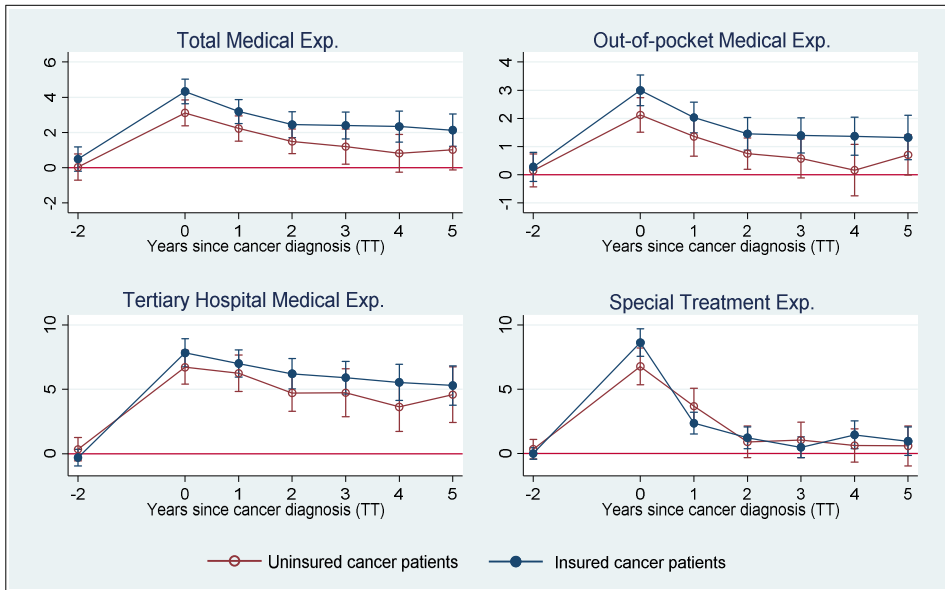 Total Medical Exp.
6
4
2
0
-2
-2 0 1 2 3 4 5
Years since cancer diagnosis (TT)
Out-of-pocket Medical Exp.
4
3
2
1
0
-1
-2 0 1 2 3 4 5
Years since cancer diagnosis (TT)
Tertiary Hospital Medical Exp.
10
5
0
-2 0 1 2 3 4 5
Years since cancer diagnosis (TT)
Special Treatment Exp.
10
5
0
-2 0 1 2 3 4 5
Years since cancer diagnosis (TT)
Uninsured cancer patients
Insured cancer patients